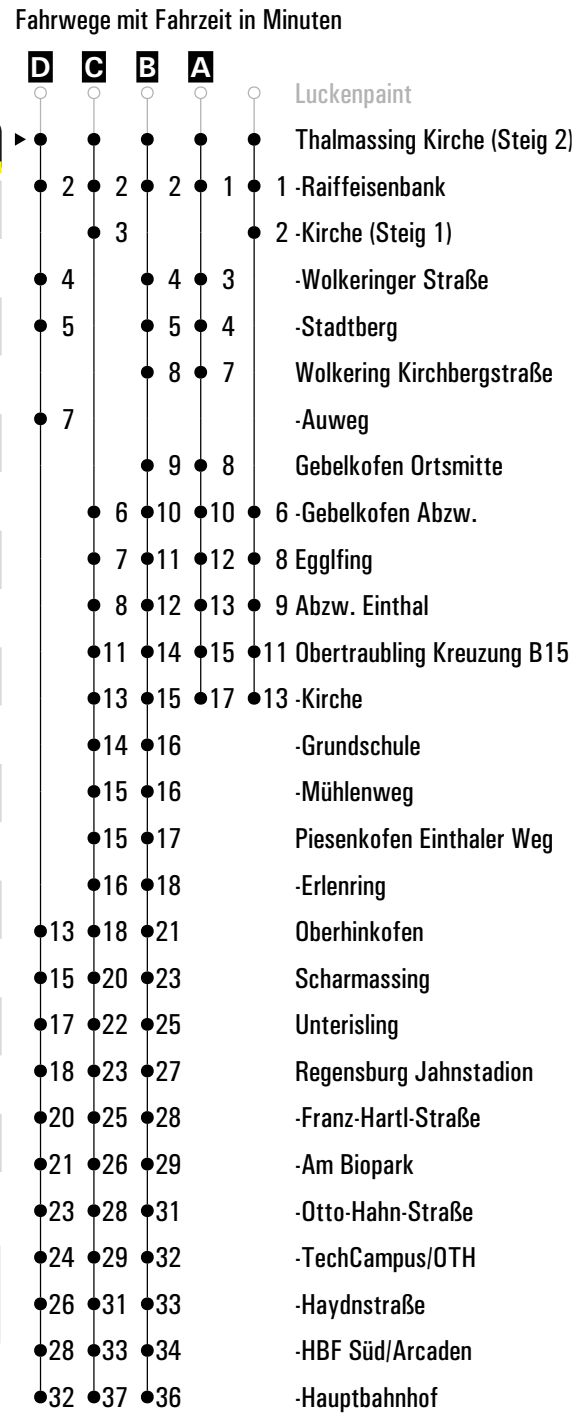 Fahrwege mit Fahrzeit in Minuten
D C B A
Luckenpaint
Thalmassing Kirche (Steig 2)
2 2 2 1 1 -Raiffeisenbank
3 2 -Kirche (Steig 1)
4 4 3 -Wolkeringer Straße
5 5 4 -Stadtberg
8 7 Wolkering Kirchbergstraße
7 -Auweg
9 8 Gebelkofen Ortsmitte
6 10 10 6 -Gebelkofen Abzw.
7 11 12 8 Egglfing
8 12 13 9 Abzw. Einthal
11 14 15 11 Obertraubling Kreuzung B15
13 15 17 13 -Kirche
14 16 -Grundschule
15 16 -Mühlenweg
15 17 Piesenkofen Einthaler Weg
16 18 -Erlenring
13 18 21 Oberhinkofen
15 20 23 Scharmassing
17 22 25 Unterisling
18 23 27 Regensburg Jahnstadion
20 25 28 -Franz-Hartl-Straße
21 26 29 -Am Biopark
23 28 31 -Otto-Hahn-Straße
24 29 32 -TechCampus/OTH
26 31 33 -Haydnstraße
28 33 34 -HBF Süd/Arcaden
32 37 36 -Hauptbahnhof